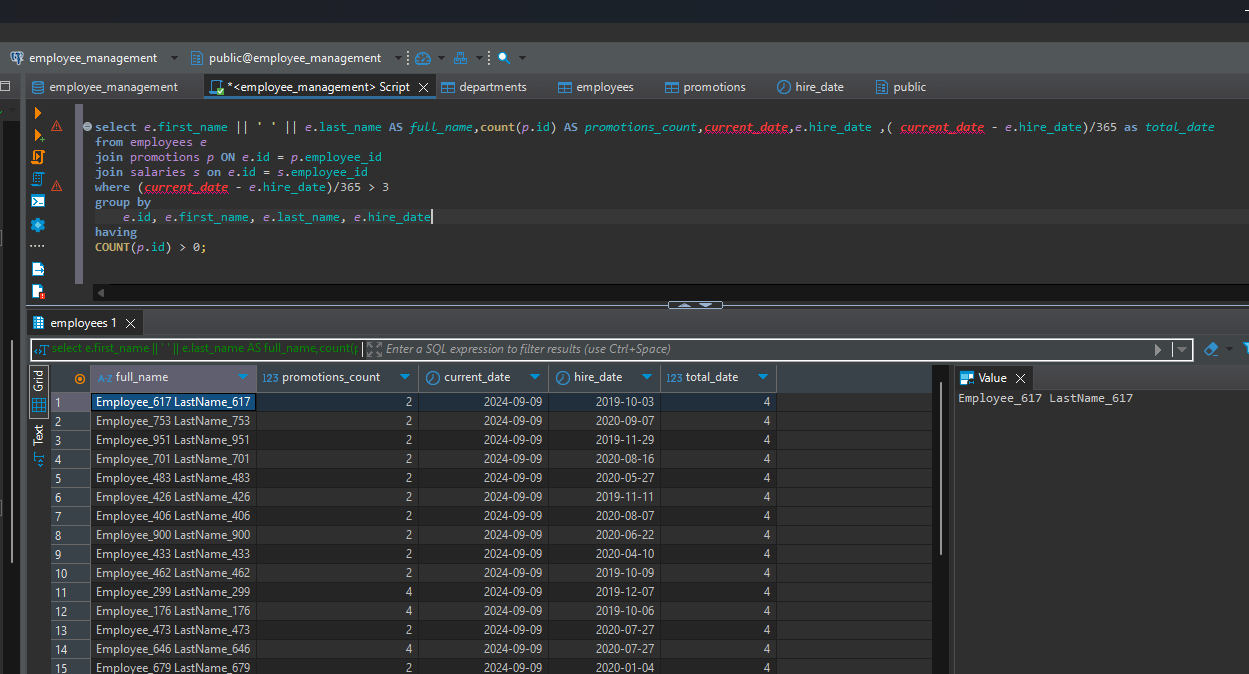 employee_management public@employee_management
employee_management *<employee_management> Script departments employees promotions hire_date public
select e.first_name || ' ' || e.last_name AS full_name,count(p.id) AS promotions_count,current_date,e.hire_date ,( current_date - e.hire_date)/365 as total_date
from employees e
join promotions p ON e.id = p.employee_id
join salaries s on e.id = s.employee_id
where (current_date - e.hire_date)/365 > 3
group by
e.id, e.first_name, e.last_name, e.hire_date
having
COUNT(p.id) > 0;
employees 1
select e.first_name || ' ' || e.last_name AS full_name,count(p Enter a SQL expression to filter results (use Ctrl+Space)
Grid
Text
A-Z full_name 123 promotions_count current_date hire_date 123 total_date
1 Employee_617 LastName_617 2 2024-09-09 2019-10-03 4
2 Employee_753 LastName_753 2 2024-09-09 2020-09-07 4
3 Employee_951 LastName_951 2 2024-09-09 2019-11-29 4
4 Employee_701 LastName_701 2 2024-09-09 2020-08-16 4
5 Employee_483 LastName_483 2 2024-09-09 2020-05-27 4
6 Employee_426 LastName_426 2 2024-09-09 2019-11-11 4
7 Employee_406 LastName_406 2 2024-09-09 2020-08-07 4
8 Employee_900 LastName_900 2 2024-09-09 2020-06-22 4
9 Employee_433 LastName_433 2 2024-09-09 2020-04-10 4
10 Employee_462 LastName_462 2 2024-09-09 2019-10-09 4
11 Employee_299 LastName_299 4 2024-09-09 2019-12-07 4
12 Employee_176 LastName_176 4 2024-09-09 2019-10-06 4
13 Employee_473 LastName_473 2 2024-09-09 2020-07-27 4
14 Employee_646 LastName_646 4 2024-09-09 2020-07-27 4
15 Employee_679 LastName_679 2 2024-09-09 2020-01-04 4
Value
Employee_617 LastName_617